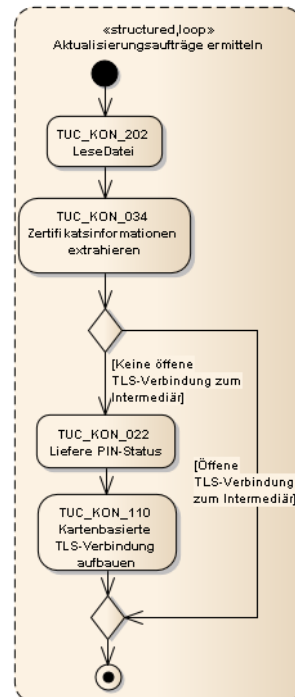 «structured,loop»
Aktualisierungsaufträge ermitteln
TUC_KON_202
LeseDatei
TUC_KON_034
Zertifikatsinformationen
extrahieren
[Keine öffene
TLS-Verbindung zum
Intermediär]
TUC_KON_022
Liefere PIN-Status
[Öffene
TLS-Verbindung
zum Intermediär]
TUC_KON_110
Kartenbasierte
TLS-Verbindung
aufbauen